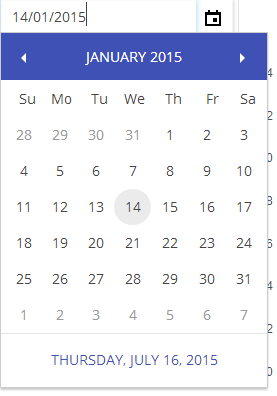 14/01/2015
JANUARY 2015
Su Mo Tu We Th Fr Sa
28 29 30 31 1 2 3
4 5 6 7 8 9 10
11 12 13 14 15 16 17
18 19 20 21 22 23 24
25 26 27 28 29 30 31
1 2 3 4 5 6 7
THURSDAY, JULY 16, 2015